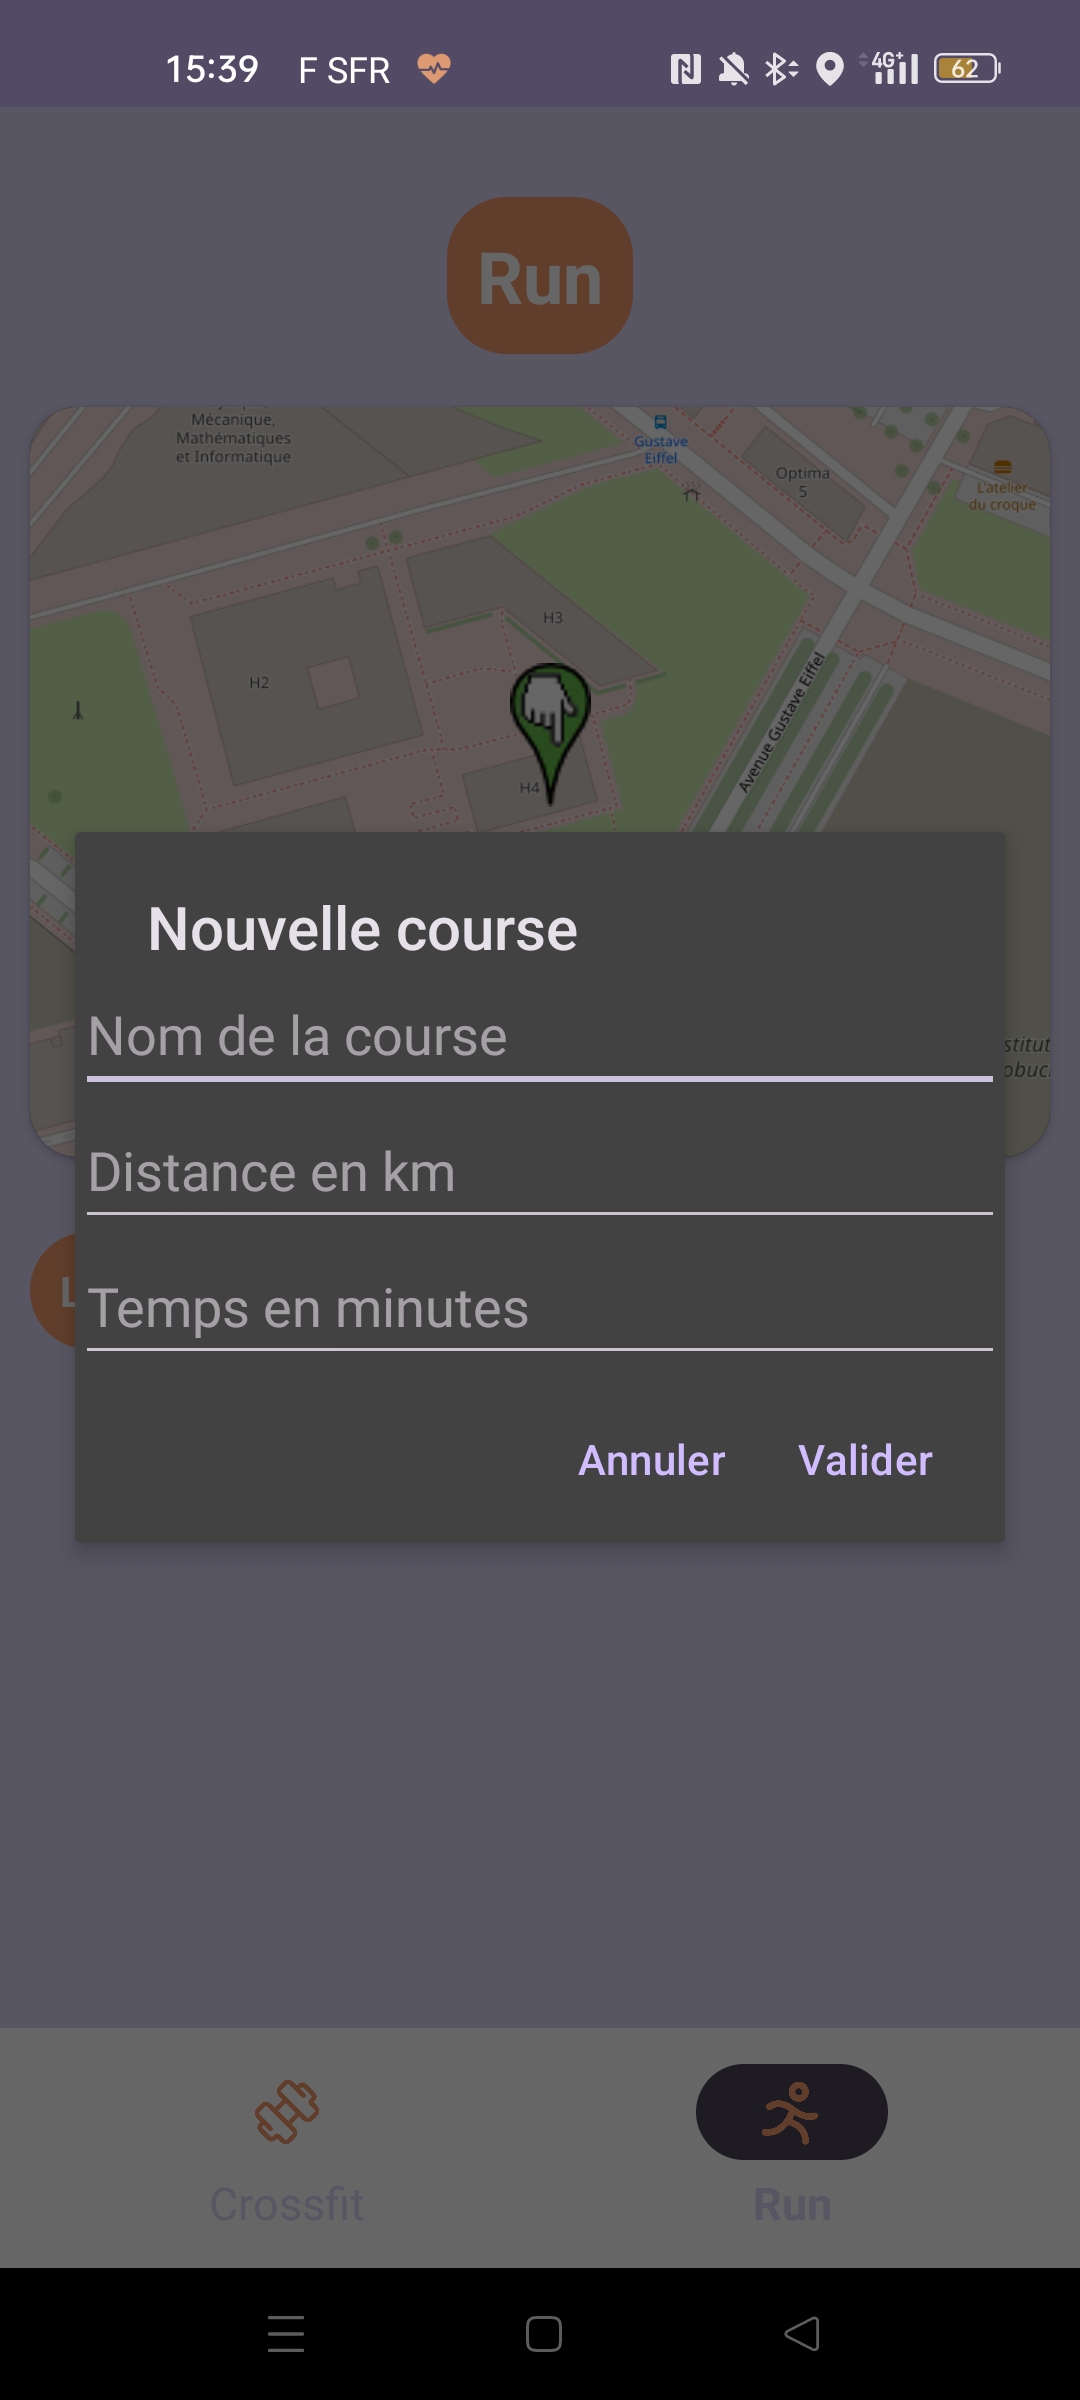 15:39 F SFR 4G+ 62
Run
Mécanique,
Mathématiques
et Informatique
Gustave
Eiffel
Optima
5
L'atelier
du croque
H3
H2
Avenue Gustave Eiffel
H4
Nouvelle course
Nom de la course
stitut
Distance en km
Temps en minutes
Annuler Valider
Crossfit Run